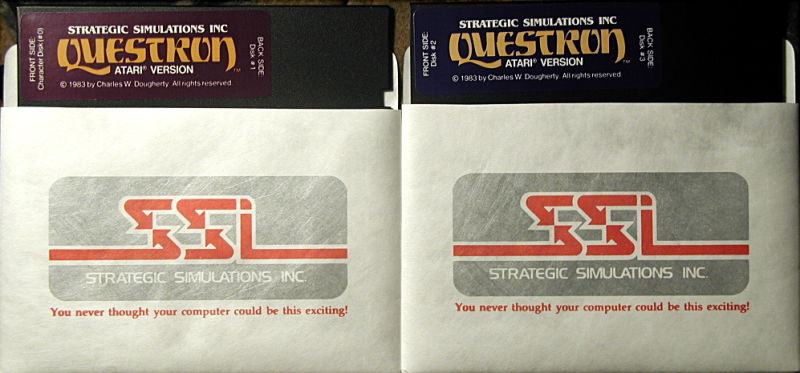 FRONT SIDE:
Character Disk (#0)
STRATEGIC SIMULATIONS INC
QUESTRON™
ATARI® VERSION
© 1983 by Charles W. Dougherty. All rights reserved.
BACK SIDE:
Disk #1
SSI
STRATEGIC SIMULATIONS INC.
You never thought your computer could be this exciting!
FRONT SIDE:
Disk #2
STRATEGIC SIMULATIONS INC
QUESTRON™
ATARI® VERSION
© 1983 by Charles W. Dougherty. All rights reserved.
BACK SIDE:
Disk #3
SSI
STRATEGIC SIMULATIONS INC.
You never thought your computer could be this exciting!